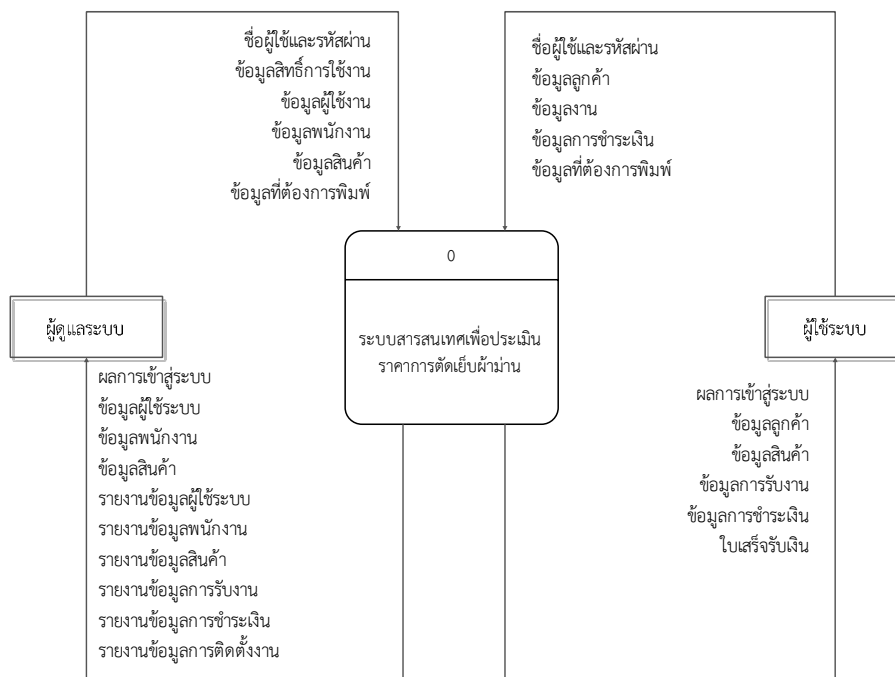 ชื่อผู้ใช้และรหัสผ่าน
ข้อมูลสิทธิ์การใช้งาน
ข้อมูลผู้ใช้งาน
ข้อมูลพนักงาน
ข้อมูลสินค้า
ข้อมูลที่ต้องการพิมพ์
ชื่อผู้ใช้และรหัสผ่าน
ข้อมูลลูกค้า
ข้อมูลงาน
ข้อมูลการชำระเงิน
ข้อมูลที่ต้องการพิมพ์
0
ระบบสารสนเทศเพื่อประเมิน
ราคาการตัดเย็บผ้าม่าน
ผู้ดูแลระบบ
ผู้ใช้ระบบ
ผลการเข้าสู่ระบบ
ข้อมูลผู้ใช้ระบบ
ข้อมูลพนักงาน
ข้อมูลสินค้า
รายงานข้อมูลผู้ใช้ระบบ
รายงานข้อมูลพนักงาน
รายงานข้อมูลสินค้า
รายงานข้อมูลการรับงาน
รายงานข้อมูลการชำระเงิน
รายงานข้อมูลการติดตั้งงาน
ผลการเข้าสู่ระบบ
ข้อมูลลูกค้า
ข้อมูลสินค้า
ข้อมูลการรับงาน
ข้อมูลการชำระเงิน
ใบเสร็จรับเงิน